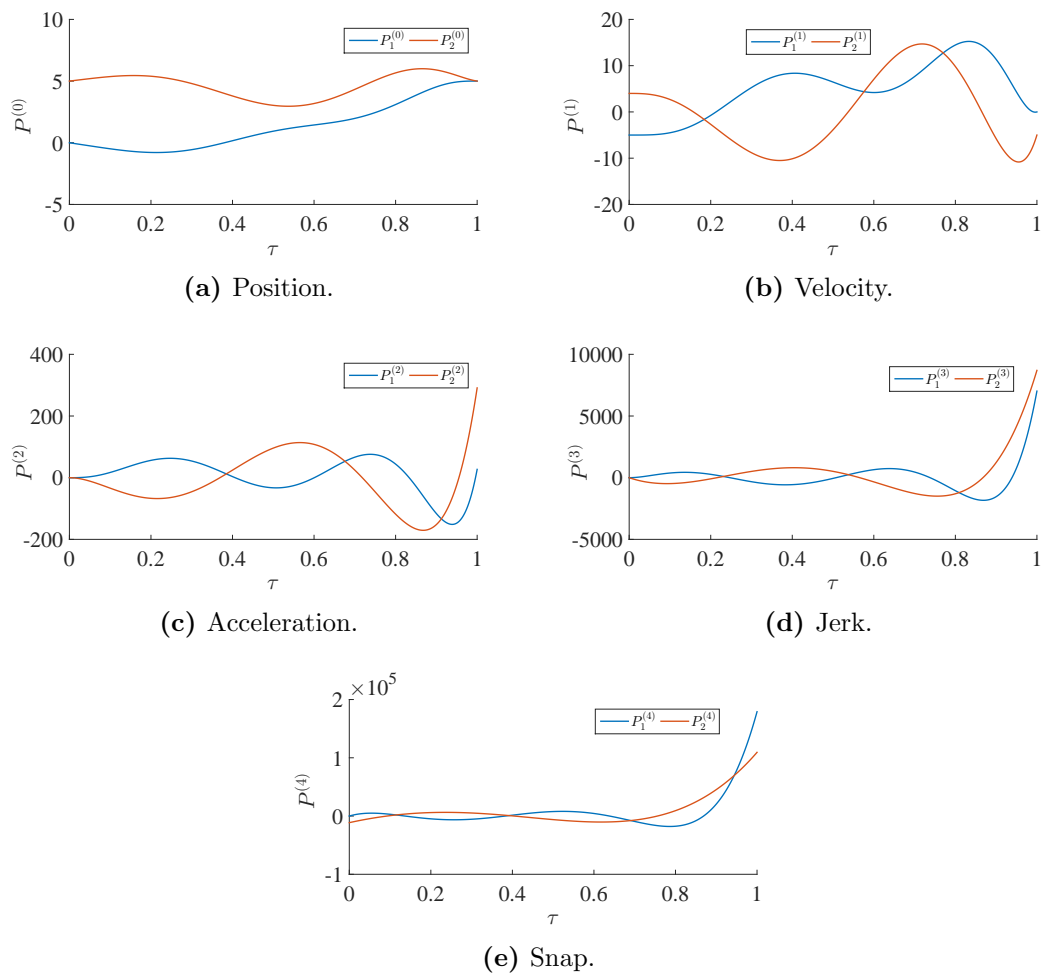 10
5
0
-5
P^{(0)}
P_1^{(0)} P_2^{(0)}
0 0.2 0.4 0.6 0.8 1
τ
(a) Position.
20
10
0
-10
-20
P^{(1)}
P_1^{(1)} P_2^{(1)}
0 0.2 0.4 0.6 0.8 1
τ
(b) Velocity.
400
200
0
-200
P^{(2)}
P_1^{(2)} P_2^{(2)}
0 0.2 0.4 0.6 0.8 1
τ
(c) Acceleration.
10000
5000
0
-5000
P^{(3)}
P_1^{(3)} P_2^{(3)}
0 0.2 0.4 0.6 0.8 1
τ
(d) Jerk.
×10^5
2
1
0
-1
P^{(4)}
P_1^{(4)} P_2^{(4)}
0 0.2 0.4 0.6 0.8 1
τ
(e) Snap.